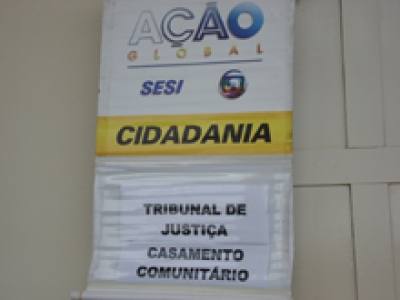 AÇÃO
GLOBAL
SESI
CIDADANIA
TRIBUNAL DE
JUSTIÇA
CASAMENTO
COMUNITÁRIO